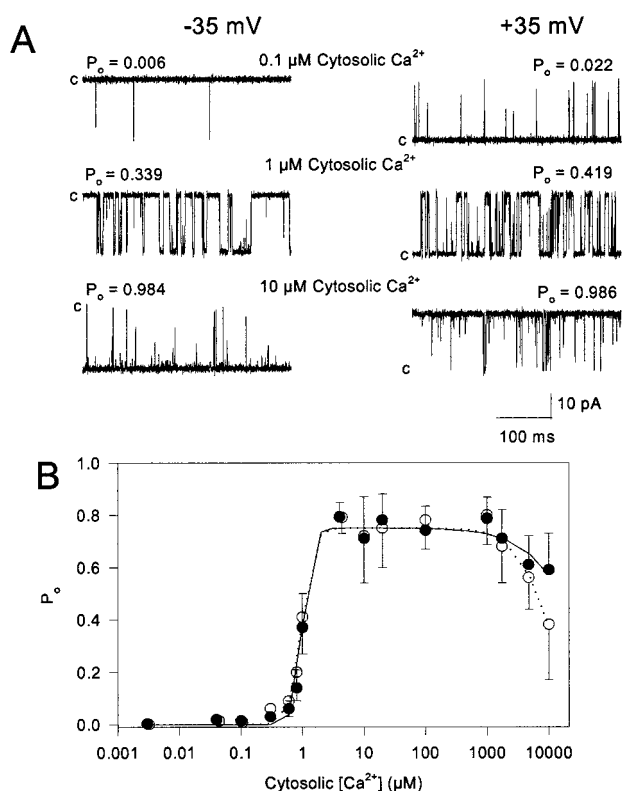 A
-35 mV
+35 mV
0.1 µM Cytosolic Ca2+
Po = 0.006
Po = 0.022
c
c
1 µM Cytosolic Ca2+
Po = 0.339
Po = 0.419
c
c
10 µM Cytosolic Ca2+
Po = 0.984
Po = 0.986
c
c
10 pA
100 ms
B
1.0
0.8
0.6
0.4
0.2
0.0
Po
0.001 0.01 0.1 1 10 100 1000 10000
Cytosolic [Ca2+] (µM)